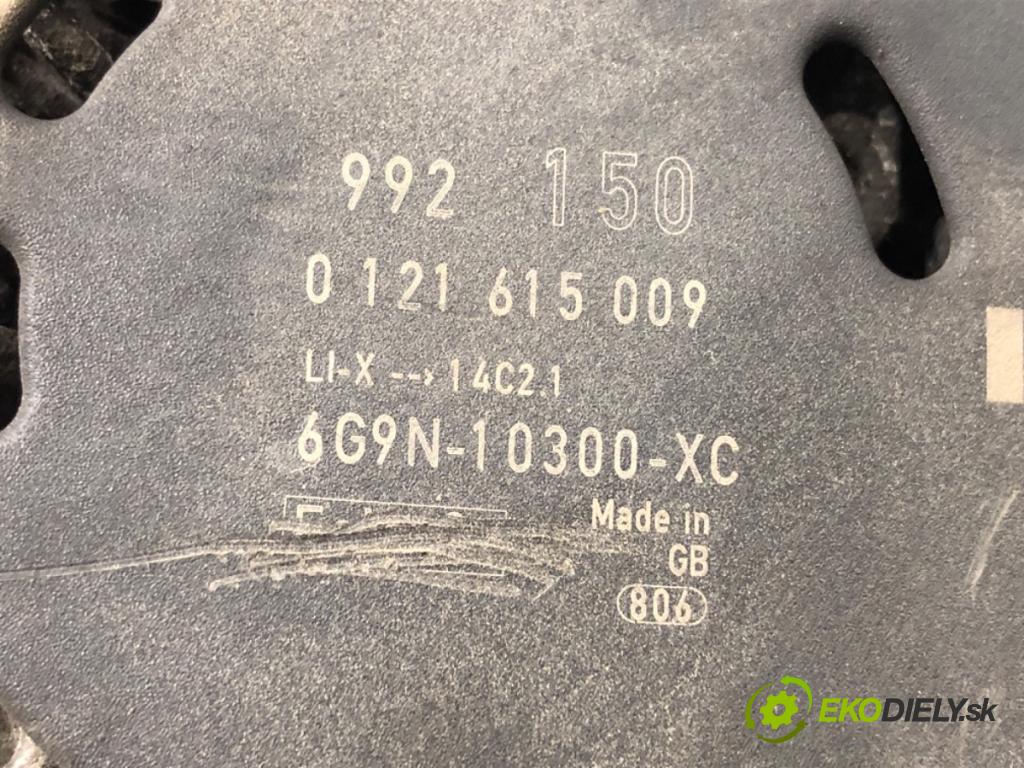 992 150
0 121 615 009
LI-X --› 14C2.1
6G9N-10300-XC
Made in
GB
806
EKODIELY.sk